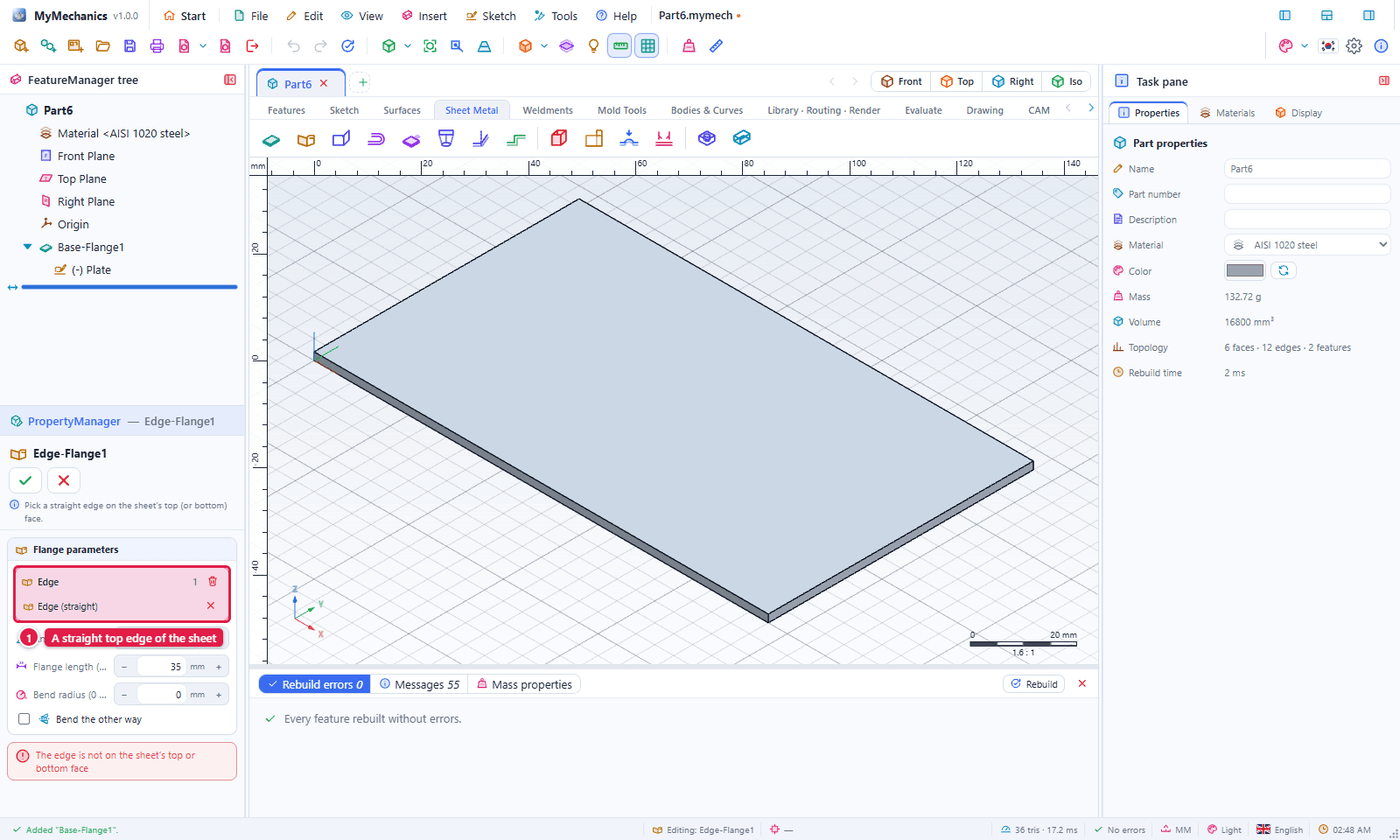 MyMechanics v1.0.0
Start
File
Edit
View
Insert
Sketch
Tools
Help
Part6.mymech
FeatureManager tree
Part6
Material <AISI 1020 steel>
Front Plane
Top Plane
Right Plane
Origin
Base-Flange1
(-) Plate
PropertyManager — Edge-Flange1
Edge-Flange1
Pick a straight edge on the sheet's top (or bottom)
face.
Flange parameters
Edge 1
Edge (straight)
1 A straight top edge of the sheet
Flange length (... − 35 mm +
Bend radius (0 ... − 0 mm +
Bend the other way
The edge is not on the sheet's top or
bottom face
Part6
Front
Top
Right
Iso
Features
Sketch
Surfaces
Sheet Metal
Weldments
Mold Tools
Bodies & Curves
Library · Routing · Render
Evaluate
Drawing
CAM
mm 0 20 40 60 80 100 120 140
20
0
20
40
Z
Y
X
0 20 mm
1.6 : 1
Rebuild errors 0
Messages 55
Mass properties
Rebuild
Every feature rebuilt without errors.
Task pane
Properties
Materials
Display
Part properties
Name Part6
Part number
Description
Material AISI 1020 steel
Color
Mass 132.72 g
Volume 16800 mm³
Topology 6 faces · 12 edges · 2 features
Rebuild time 2 ms
Added "Base-Flange1".
Editing: Edge-Flange1
—
36 tris · 17.2 ms
No errors
MM
Light
English
02:48 AM